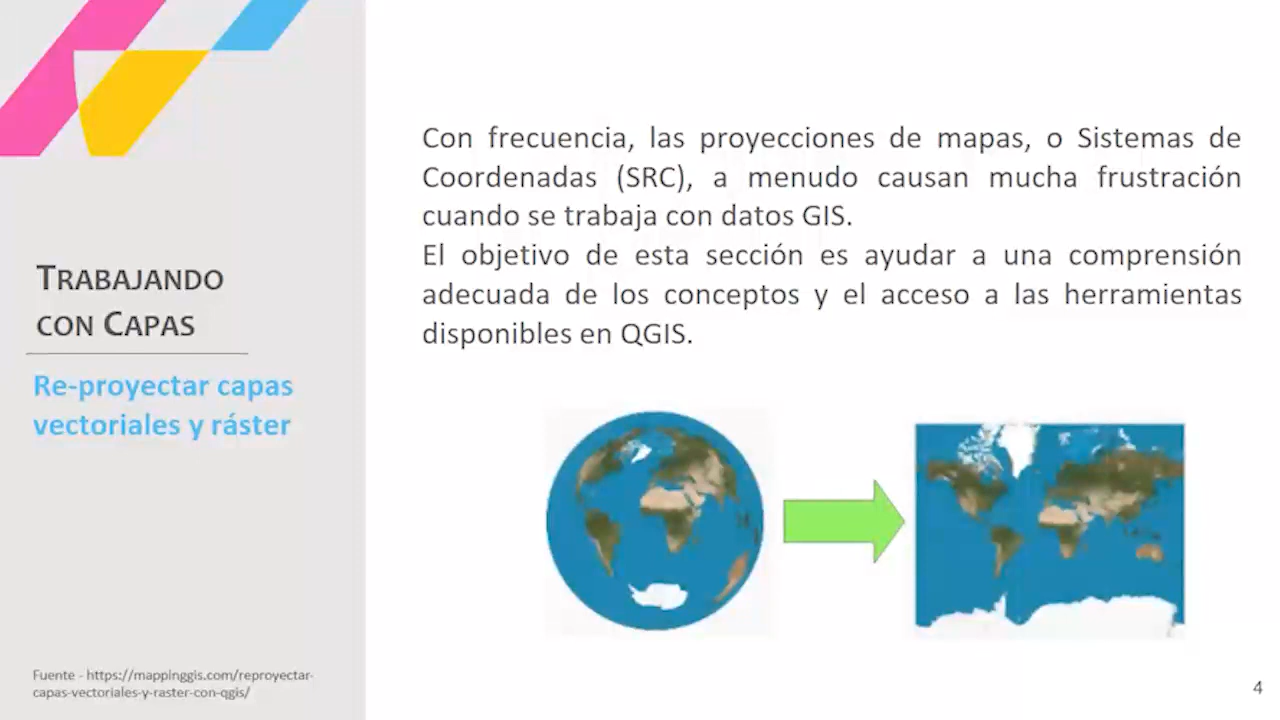 TRABAJANDO
CON CAPAS
Re-proyectar capas
vectoriales y ráster
Con frecuencia, las proyecciones de mapas, o Sistemas de
Coordenadas (SRC), a menudo causan mucha frustración
cuando se trabaja con datos GIS.
El objetivo de esta sección es ayudar a una comprensión
adecuada de los conceptos y el acceso a las herramientas
disponibles en QGIS.
Fuente - https://mappinggis.com/reproyectar-
capas-vectoriales-y-raster-con-qgis/
4